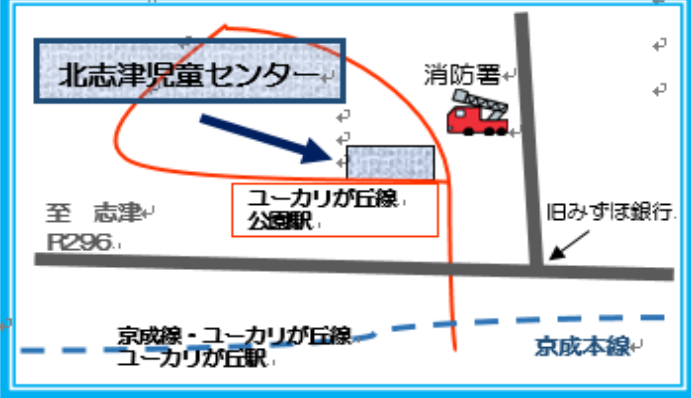 北志津児童センター
消防署
ユーカリが丘線
公園駅
至 志津
R296
旧みずほ銀行
京成線・ユーカリが丘線
ユーカリが丘駅
京成本線